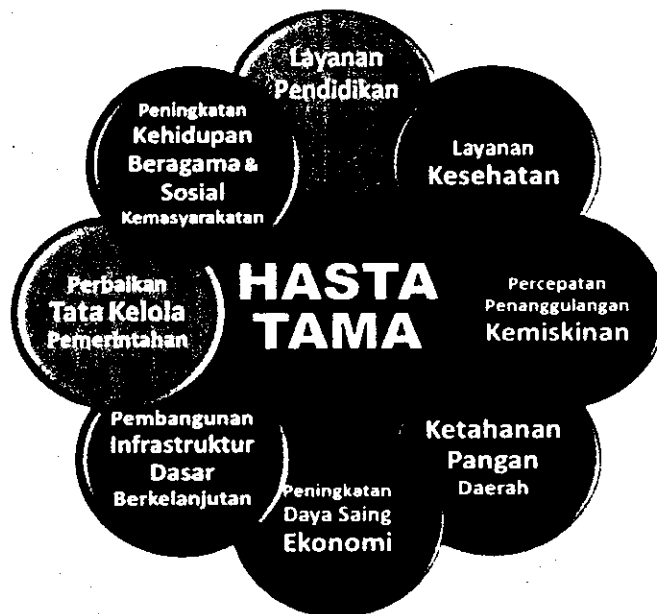 Layanan
Pendidikan
Layanan
Kesehatan
Percepatan
Penanggulangan
Kemiskinan
Ketahanan
Pangan
Daerah
Peningkatan
Daya Saing
Ekonomi
Pembangunan
Infrastruktur
Dasar
Berkelanjutan
Perbaikan
Tata Kelola
Pemerintahan
Peningkatan
Kehidupan
Beragama &
Sosial
Kemasyarakatan
HASTA
TAMA